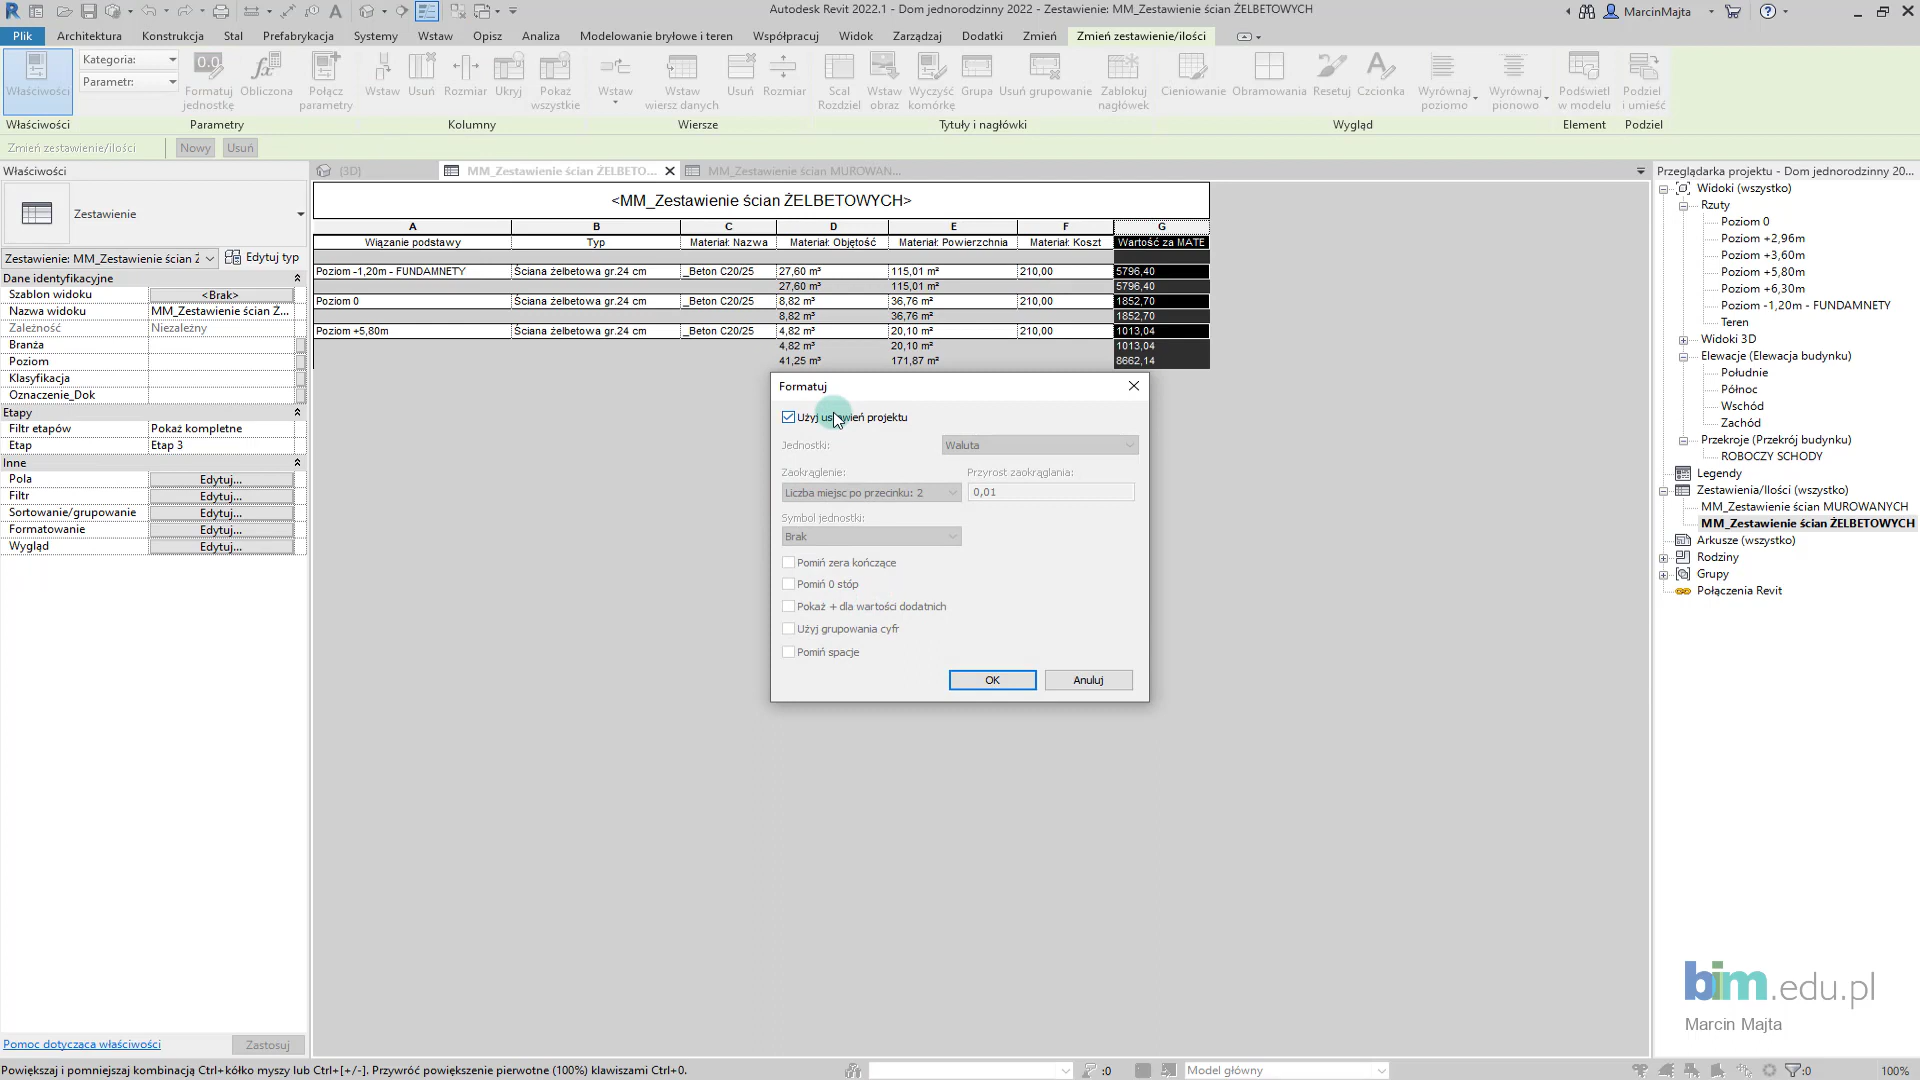 Autodesk Revit 2022.1 - Dom jednorodzinny 2022 - Zestawienie: MM_Zestawienie ścian ŻELBETOWYCH
MarcinMajta
Plik Architektura Konstrukcja Stal Prefabrykacja Systemy Wstaw Opisz Analiza Modelowanie bryłowe i teren Współpracuj Widok Zarządzaj Dodatki Zmień Zmień zestawienie/ilości
Właściwości
Kategoria:
Parametr:
Formatuj jednostkę
Obliczona
Połącz parametry
Wstaw
Usuń
Rozmiar
Ukryj
Pokaż wszystkie
Wstaw
Wstaw wiersz danych
Usuń
Rozmiar
Scal Rozdziel
Wstaw obraz
Wyczyść komórkę
Grupa
Usuń grupowanie
Zablokuj nagłówek
Cieniowanie
Obramowania
Resetuj
Czcionka
Wyrównaj poziomo
Wyrównaj pionowo
Podświetl w modelu
Podziel i umieść
Właściwości Parametry Kolumny Wiersze Tytuły i nagłówki Wygląd Element Podziel
Zmień zestawienie/ilości Nowy Usuń
Właściwości
Zestawienie
Zestawienie: MM_Zestawienie ścian Ż Edytuj typ
Dane identyfikacyjne
Szablon widoku <Brak>
Nazwa widoku MM_Zestawienie ścian Ż...
Zależność Niezależny
Branża
Poziom
Klasyfikacja
Oznaczenie_Dok
Etapy
Filtr etapów Pokaż kompletne
Etap Etap 3
Inne
Pola Edytuj...
Filtr Edytuj...
Sortowanie/grupowanie Edytuj...
Formatowanie Edytuj...
Wygląd Edytuj...
Pomoc dotycząca właściwości Zastosuj
{3D} MM_Zestawienie ścian ŻELBETO... MM_Zestawienie ścian MUROWAN...
<MM_Zestawienie ścian ŻELBETOWYCH>
A B C D E F G
Wiązanie podstawy Typ Materiał: Nazwa Materiał: Objętość Materiał: Powierzchnia Materiał: Koszt Wartość za MATE
Poziom -1,20m - FUNDAMNETY Ściana żelbetowa gr.24 cm _Beton C20/25 27,60 m³ 115,01 m² 210,00 5796,40
27,60 m³ 115,01 m² 5796,40
Poziom 0 Ściana żelbetowa gr.24 cm _Beton C20/25 8,82 m³ 36,76 m² 210,00 1852,70
8,82 m³ 36,76 m² 1852,70
Poziom +5,80m Ściana żelbetowa gr.24 cm _Beton C20/25 4,82 m³ 20,10 m² 210,00 1013,04
4,82 m³ 20,10 m² 1013,04
41,25 m³ 171,87 m² 8662,14
Formatuj
Użyj ustawień projektu
Jednostki: Waluta
Zaokrąglenie: Przyrost zaokrąglania:
Liczba miejsc po przecinku: 2 0,01
Symbol jednostki:
Brak
Pomiń zera kończące
Pomiń 0 stóp
Pokaż + dla wartości dodatnich
Użyj grupowania cyfr
Pomiń spacje
OK Anuluj
Przeglądarka projektu - Dom jednorodzinny 20...
Widoki (wszystko)
Rzuty
Poziom 0
Poziom +2,96m
Poziom +3,60m
Poziom +5,80m
Poziom +6,30m
Poziom -1,20m - FUNDAMNETY
Teren
Widoki 3D
Elewacje (Elewacja budynku)
Południe
Północ
Wschód
Zachód
Przekroje (Przekrój budynku)
ROBOCZY SCHODY
Legendy
Zestawienia/Ilości (wszystko)
MM_Zestawienie ścian MUROWANYCH
MM_Zestawienie ścian ŻELBETOWYCH
Arkusze (wszystko)
Rodziny
Grupy
Połączenia Revit
bim.edu.pl
Marcin Majta
Powiększaj i pomniejszaj kombinacją Ctrl+kółko myszy lub Ctrl+[+/-]. Przywróć powiększenie pierwotne (100%) klawiszami Ctrl+0. :0 Model główny :0 100%